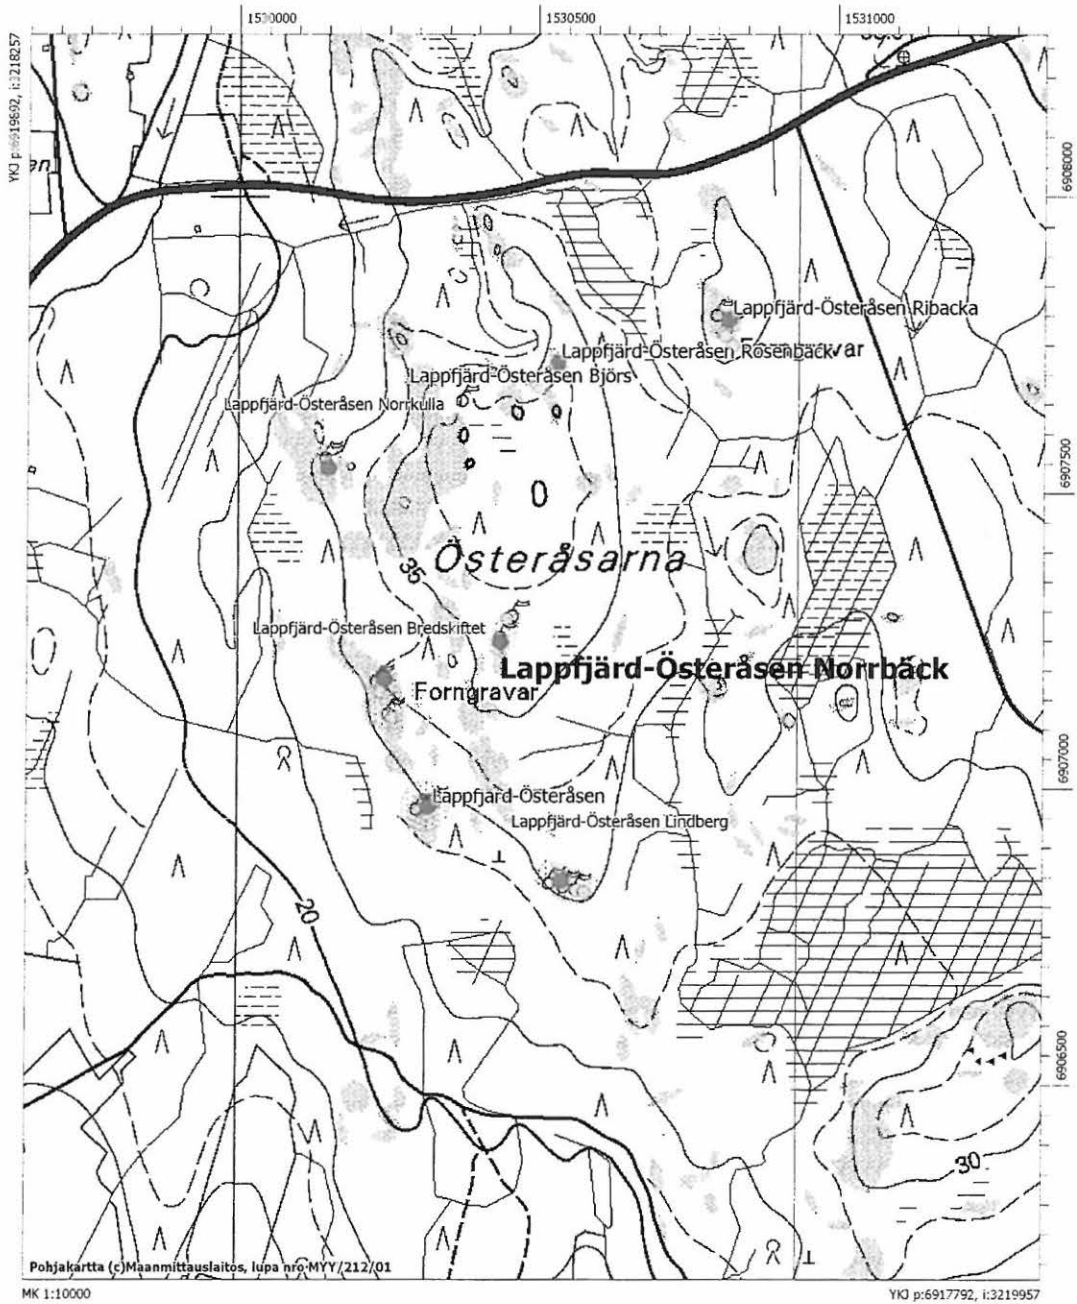 1530000
1530500
1531000
YKJ p:6919692, i:3218257
6908000
Lappfjärd-Österåsen Ribacka
Lappfjärd-Österåsen Rosenbäck
Lappfjärd-Österåsen Björs
Lappfjärd-Österåsen Norrkulla
6907500
35
Österåsarna
Lappfjärd-Österåsen Bredskiftet
Lappfjärd-Österåsen Norrbäck
Forngravar
6907000
Lappfjärd-Österåsen
Lappfjärd-Österåsen Lindberg
20
6906500
30
Pohjakartta (c)Maanmittauslaitos, lupa nro MYY/212/01
MK 1:10000
YKJ p:6917792, i:3219957